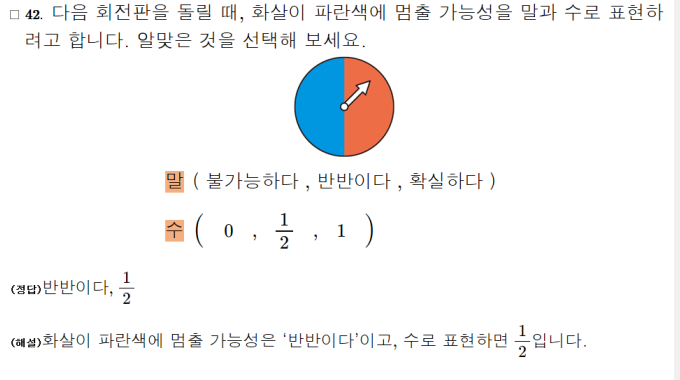 □ 42. 다음 회전판을 돌릴 때, 화살이 파란색에 멈출 가능성을 말과 수로 표현하
려고 합니다. 알맞은 것을 선택해 보세요.
말 ( 불가능하다 , 반반이다 , 확실하다 )
수 ( 0 , 1/2 , 1 )
(정답)반반이다, 1/2
(해설)화살이 파란색에 멈출 가능성은 ‘반반이다’이고, 수로 표현하면 1/2입니다.